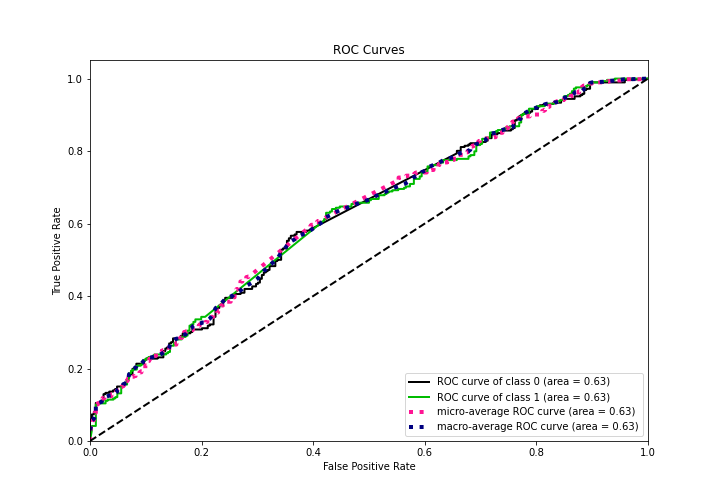 ROC Curves
True Positive Rate
1.0
0.8
0.6
0.4
0.2
0.0
ROC curve of class 0 (area = 0.63)
ROC curve of class 1 (area = 0.63)
micro-average ROC curve (area = 0.63)
macro-average ROC curve (area = 0.63)
0.0 0.2 0.4 0.6 0.8 1.0
False Positive Rate